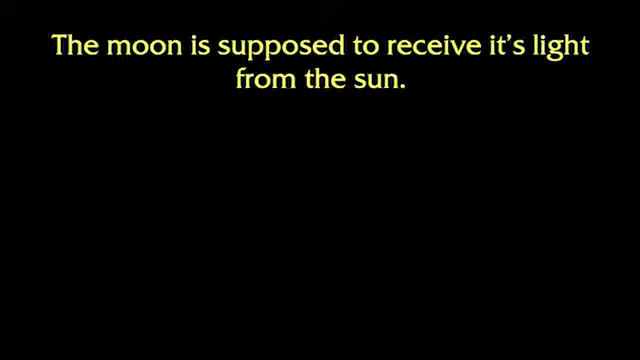 The moon is supposed to receive it’s light
from the sun.